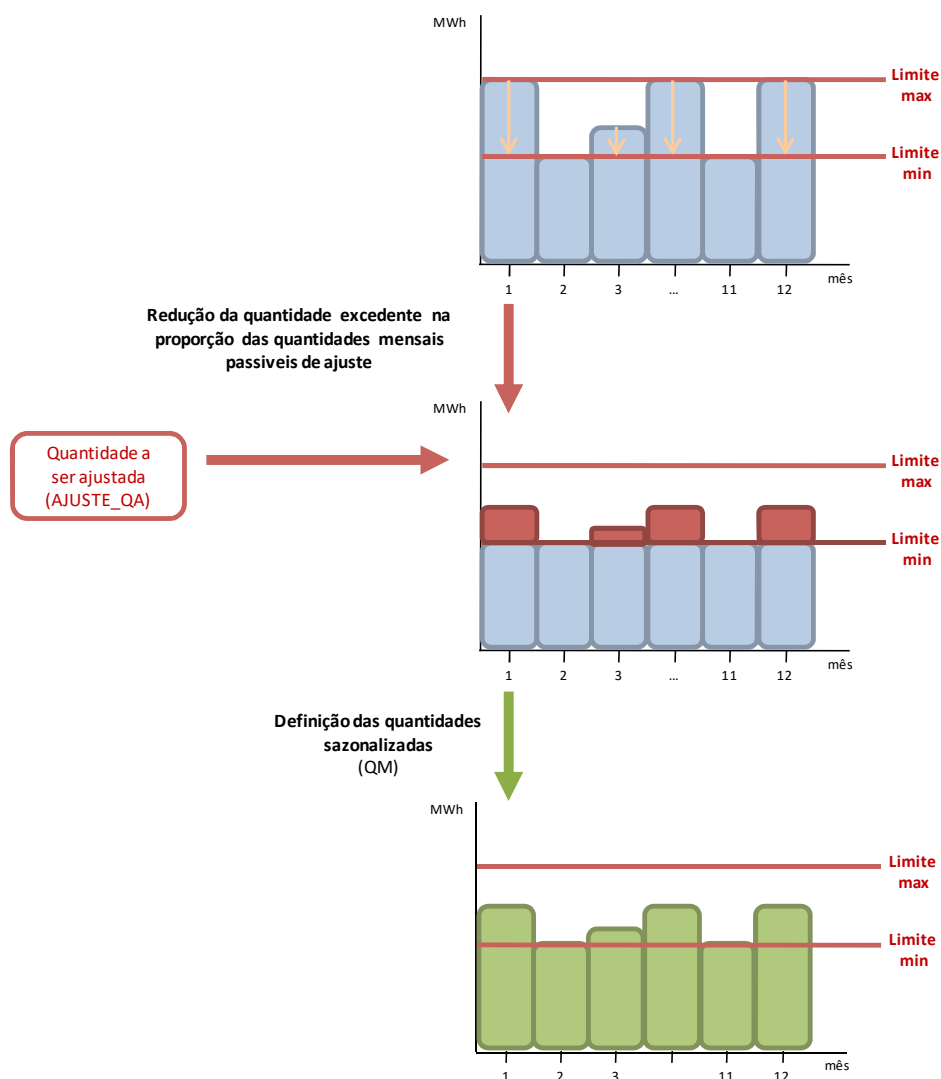 MWh
Limite
max
Limite
min
mês
1 2 3 ... 11 12
Redução da quantidade excedente na
proporção das quantidades mensais
passiveis de ajuste
MWh
Quantidade a
ser ajustada
(AJUSTE_QA)
Limite
max
Limite
min
mês
1 2 3 ... 11 12
Definição das quantidades
sazonalizadas
(QM)
MWh
Limite
max
Limite
min
mês
1 2 3 11 12